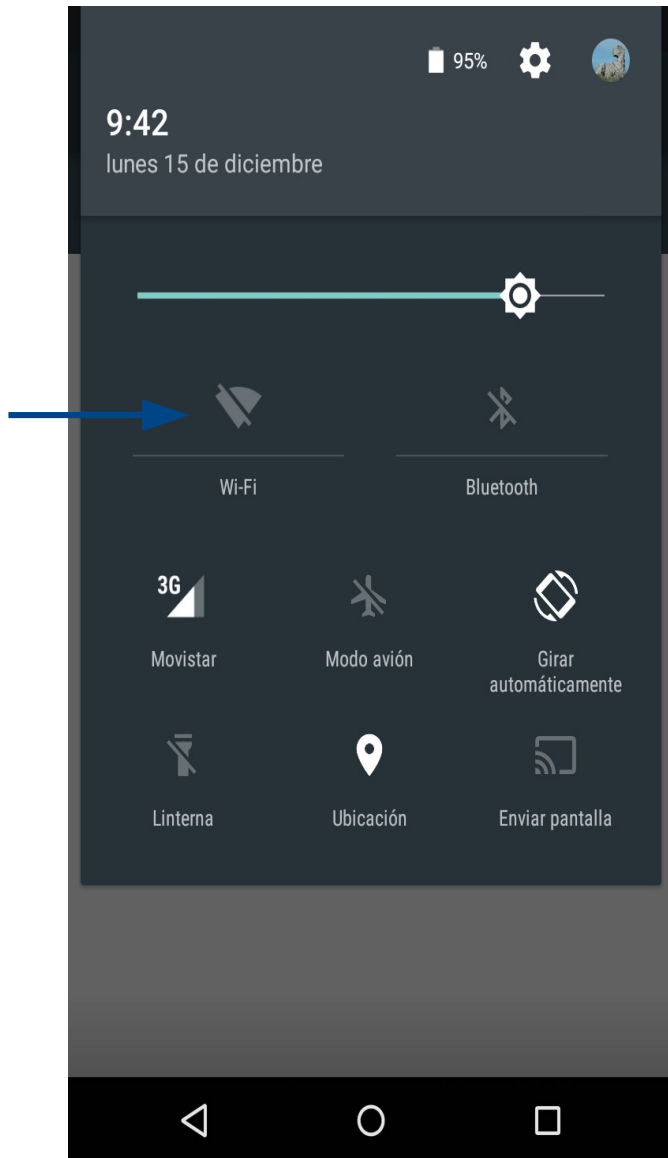 95%
9:42
lunes 15 de diciembre
Wi-Fi
Bluetooth
3G
Movistar
Modo avión
Girar
automáticamente
Linterna
Ubicación
Enviar pantalla